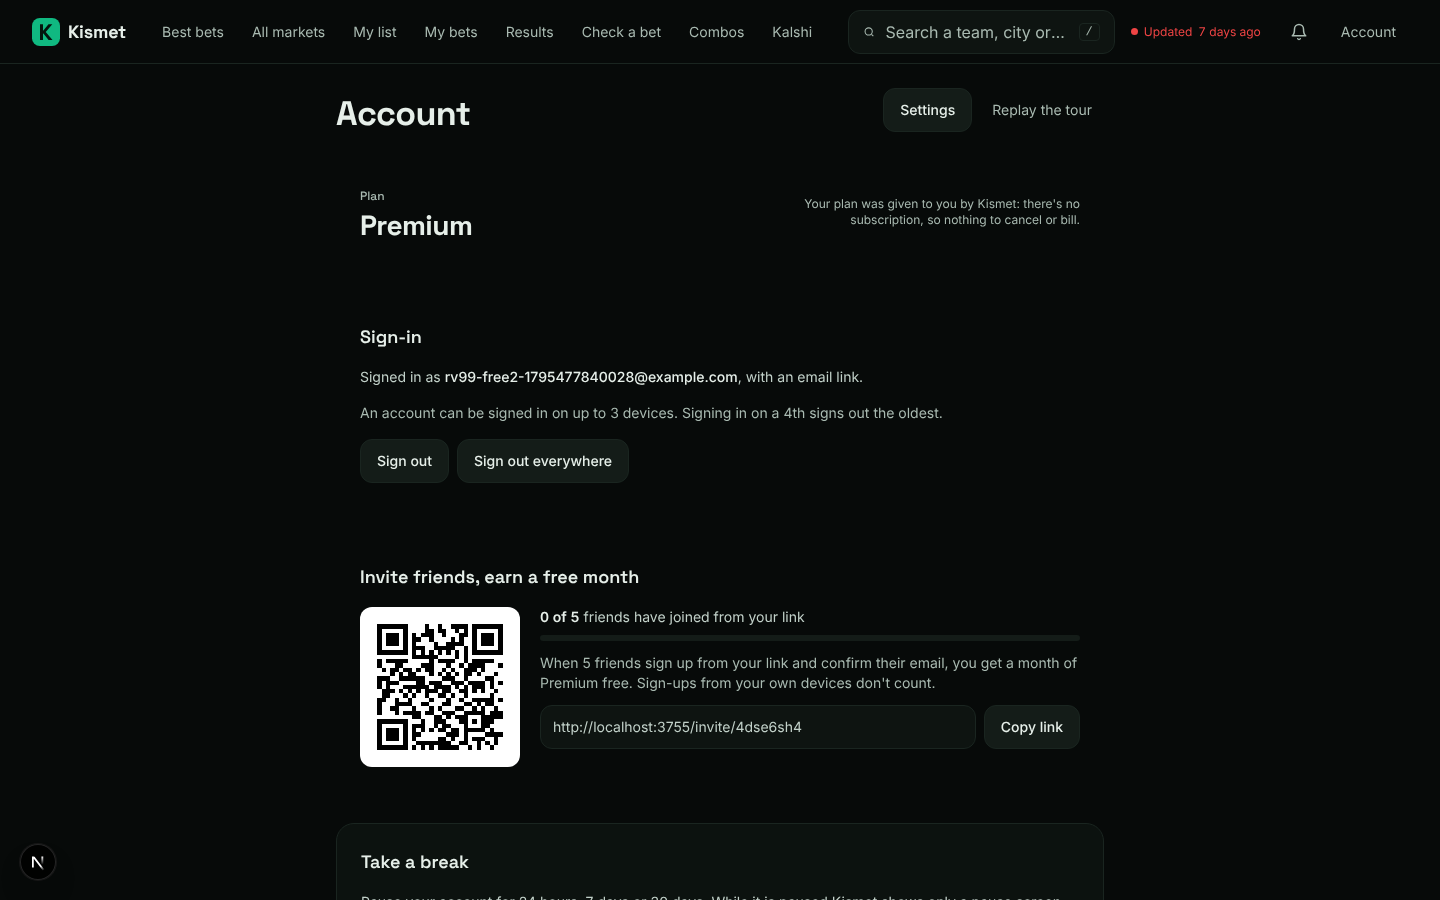 K Kismet Best bets All markets My list My bets Results Check a bet Combos Kalshi Search a team, city or... / Updated 7 days ago Account
Account
Settings Replay the tour
Plan
Premium
Your plan was given to you by Kismet: there's no
subscription, so nothing to cancel or bill.
Sign-in
Signed in as rv99-free2-1795477840028@example.com, with an email link.
An account can be signed in on up to 3 devices. Signing in on a 4th signs out the oldest.
Sign out Sign out everywhere
Invite friends, earn a free month
0 of 5 friends have joined from your link
When 5 friends sign up from your link and confirm their email, you get a month of
Premium free. Sign-ups from your own devices don't count.
http://localhost:3755/invite/4dse6sh4 Copy link
N
Take a break